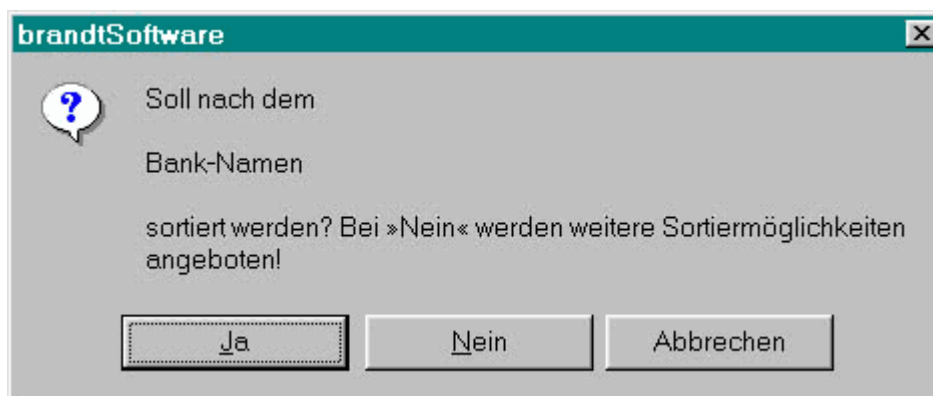 brandtSoftware
Soll nach dem
Bank-Namen
sortiert werden? Bei »Nein« werden weitere Sortiermöglichkeiten
angeboten!
Ja
Nein
Abbrechen